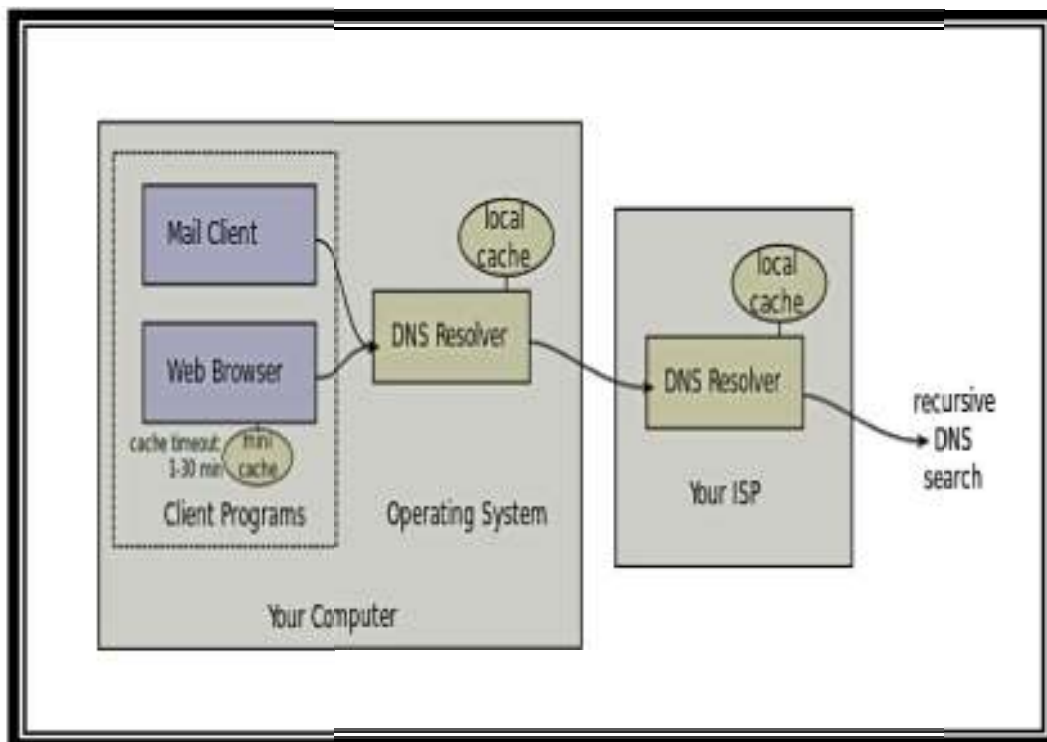 Mail Client
Web Browser
cache timeout:
1-30 min
mini
cache
Client Programs
local
cache
DNS Resolver
Operating System
Your Computer
local
cache
DNS Resolver
Your ISP
recursive
DNS
search